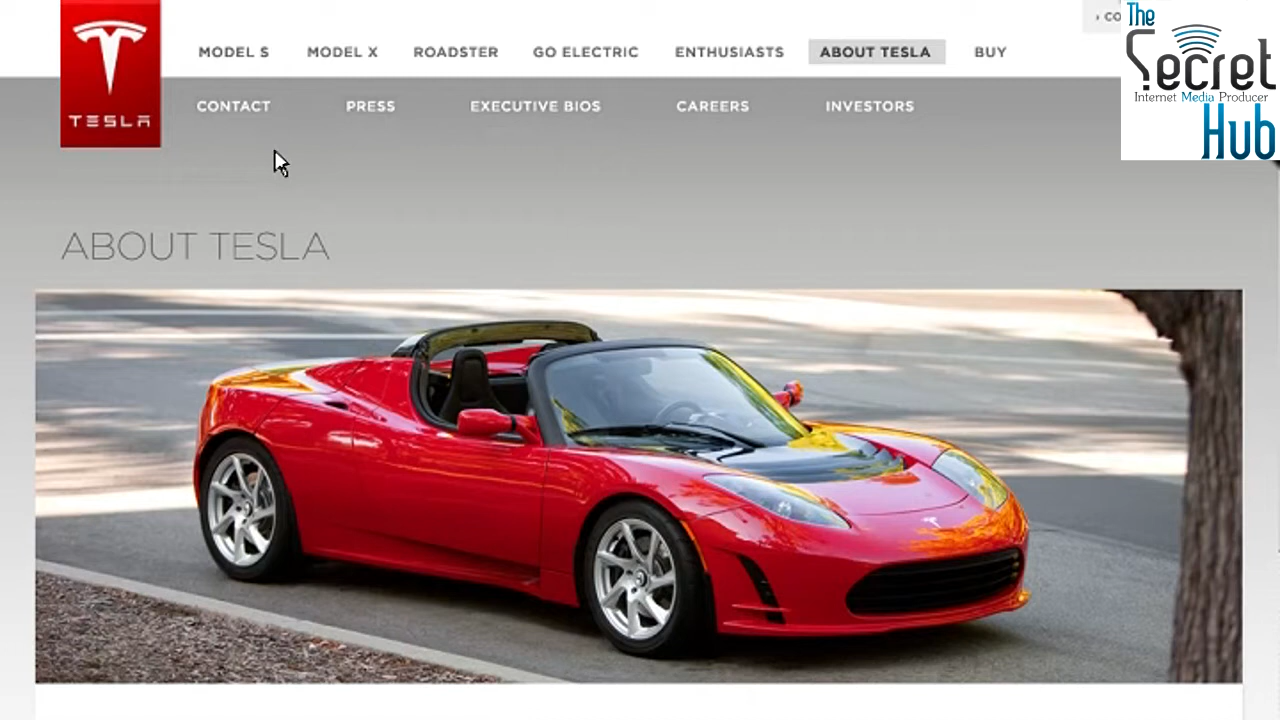 MODEL S MODEL X ROADSTER GO ELECTRIC ENTHUSIASTS ABOUT TESLA BUY
CONTACT PRESS EXECUTIVE BIOS CAREERS INVESTORS
TESLA
ABOUT TESLA
The
Secret
Internet Media Producer
Hub